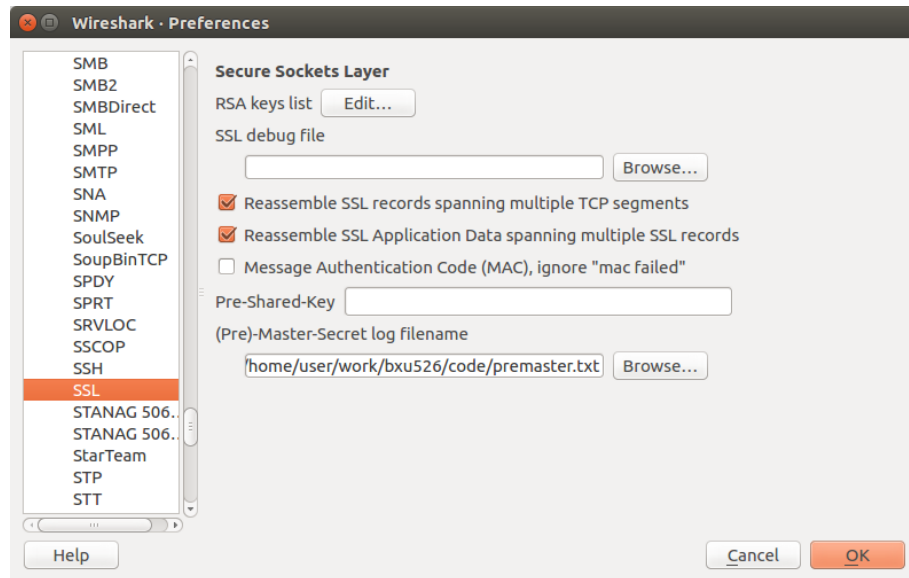 Wireshark · Preferences
SMB
SMB2
SMBDirect
SML
SMPP
SMTP
SNA
SNMP
SoulSeek
SoupBinTCP
SPDY
SPRT
SRVLOC
SSCOP
SSH
SSL
STANAG 506..
STANAG 506..
StarTeam
STP
STT
Secure Sockets Layer
RSA keys list Edit...
SSL debug file
Browse...
Reassemble SSL records spanning multiple TCP segments
Reassemble SSL Application Data spanning multiple SSL records
Message Authentication Code (MAC), ignore "mac failed"
Pre-Shared-Key
(Pre)-Master-Secret log filename
/home/user/work/bxu526/code/premaster.txt Browse...
Help Cancel OK